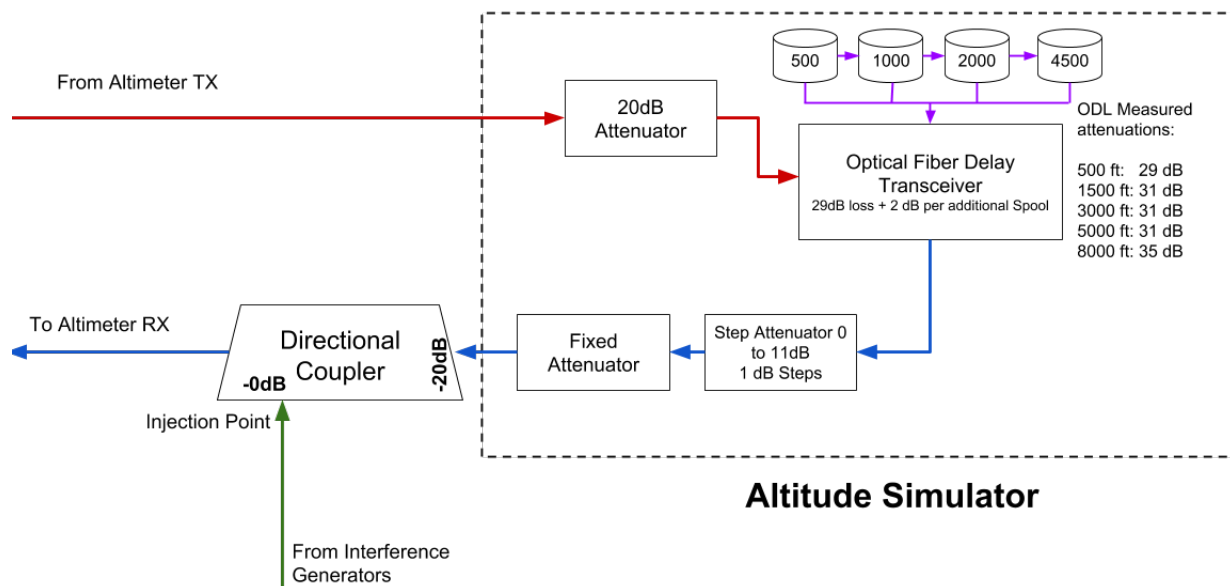 500
1000
2000
4500
From Altimeter TX
20dB
Attenuator
ODL Measured
attenuations:
Optical Fiber Delay
Transceiver
29dB loss + 2 dB per additional Spool
500 ft: 29 dB
1500 ft: 31 dB
3000 ft: 31 dB
5000 ft: 31 dB
8000 ft: 35 dB
To Altimeter RX
Directional
Coupler
-0dB
-20dB
Fixed
Attenuator
Step Attenuator 0
to 11dB
1 dB Steps
Injection Point
Altitude Simulator
From Interference
Generators